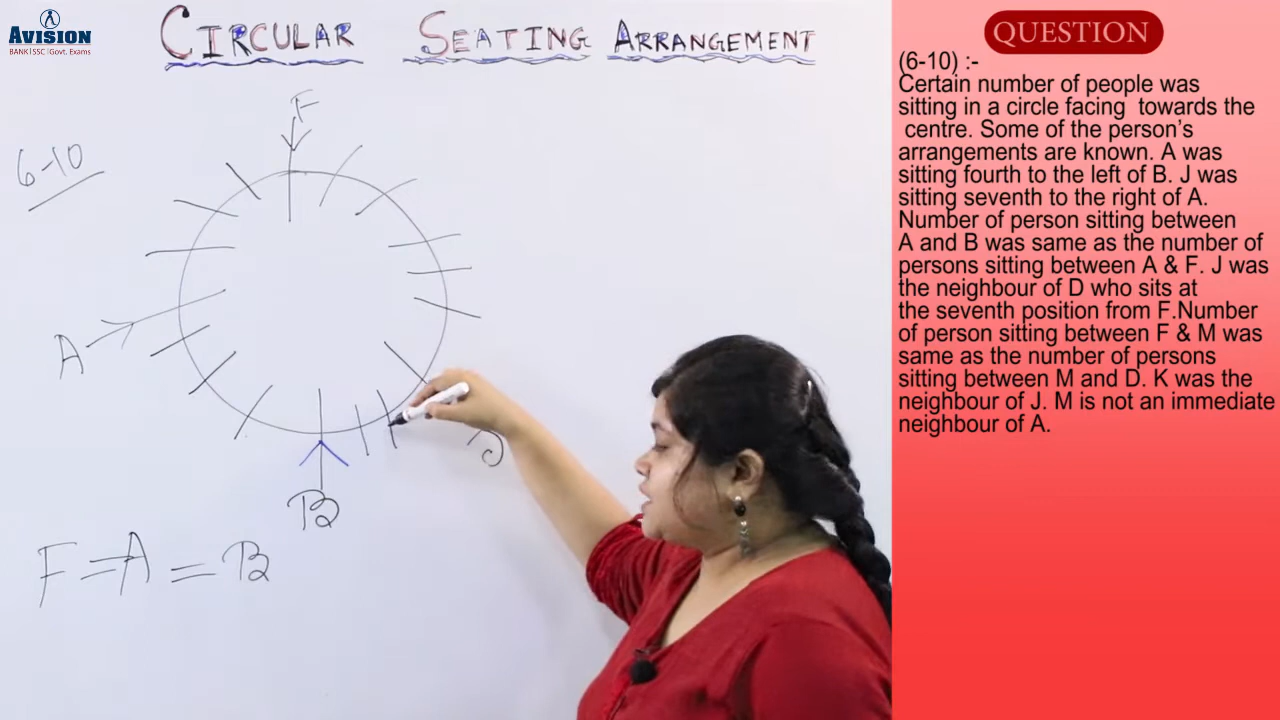 AVISION
BANK|SSC|Govt. Exams
CIRCULAR SEATING ARRANGEMENT
6-10
F
A
B
J
F = A = B
QUESTION
(6-10) :-
Certain number of people was
sitting in a circle facing towards the
centre. Some of the person's
arrangements are known. A was
sitting fourth to the left of B. J was
sitting seventh to the right of A.
Number of person sitting between
A and B was same as the number of
persons sitting between A & F. J was
the neighbour of D who sits at
the seventh position from F.Number
of person sitting between F & M was
same as the number of persons
sitting between M and D. K was the
neighbour of J. M is not an immediate
neighbour of A.